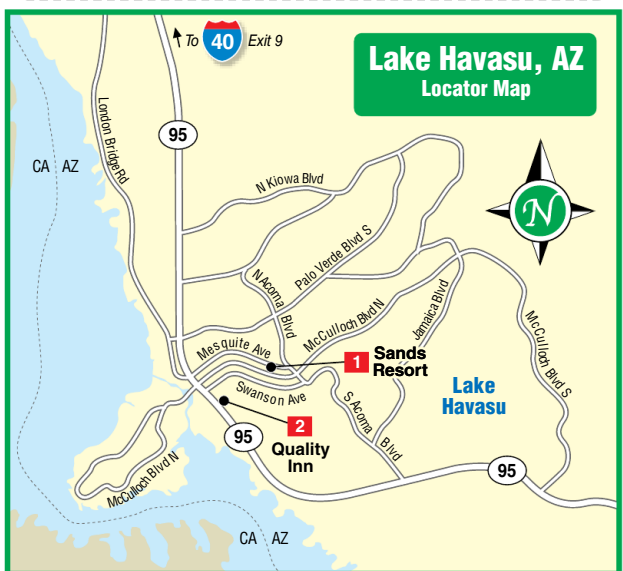 To 40 Exit 9
Lake Havasu, AZ
Locator Map
95
London Bridge Rd
CA AZ
N Kiowa Blvd
N
Palo Verde Blvd S
N Acoma Blvd
McCulloch Blvd N
Jamaica Blvd
McCulloch Blvd S
Mesquite Ave
1 Sands
Resort
Lake
Havasu
Swanson Ave
S Acoma Blvd
2
Quality
Inn
95
95
McCulloch Blvd N
CA AZ